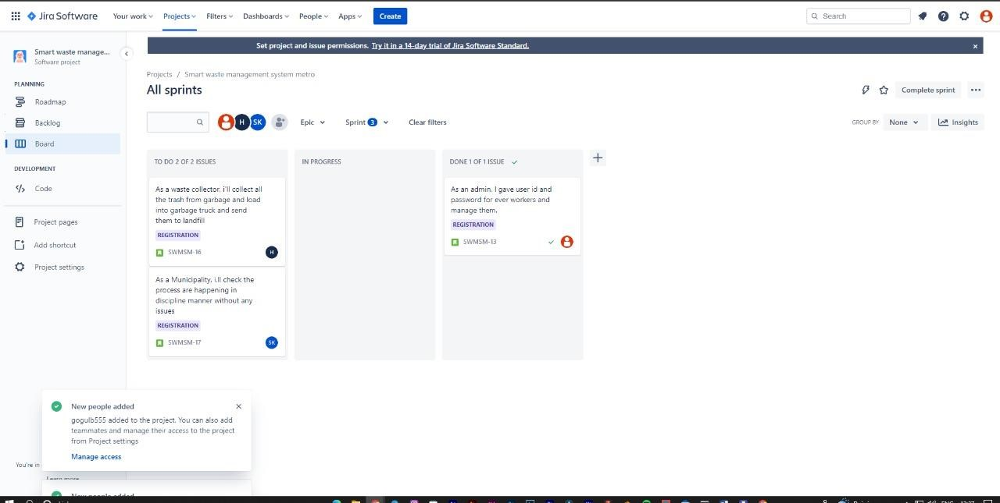 Jira Software
Your work
Projects
Filters
Dashboards
People
Apps
Create
Search
Smart waste manage...
Software project
Set project and issue permissions. Try it in a 14-day trial of Jira Software Standard.
PLANNING
Roadmap
Backlog
Board
DEVELOPMENT
Code
Project pages
Add shortcut
Project settings
Projects / Smart waste management system metro
All sprints
Complete sprint
H
SK
Epic
Sprint 3
Clear filters
GROUP BY
None
Insights
TO DO 2 OF 2 ISSUES
As a waste collector, i'll collect all
the trash from garbage and load
into garbage truck and send
them to landfill
REGISTRATION
SWMSM-16
H
As a Municipality, i.ll check the
process are happening in
discipline manner without any
issues
REGISTRATION
SWMSM-17
SK
IN PROGRESS
DONE 1 OF 1 ISSUE
As an admin, I gave user id and
password for ever workers and
manage them.
REGISTRATION
SWMSM-13
New people added
gogulb555 added to the project. You can also add
teammates and manage their access to the project
from Project settings
Manage access
You're in
Learn more
New people added